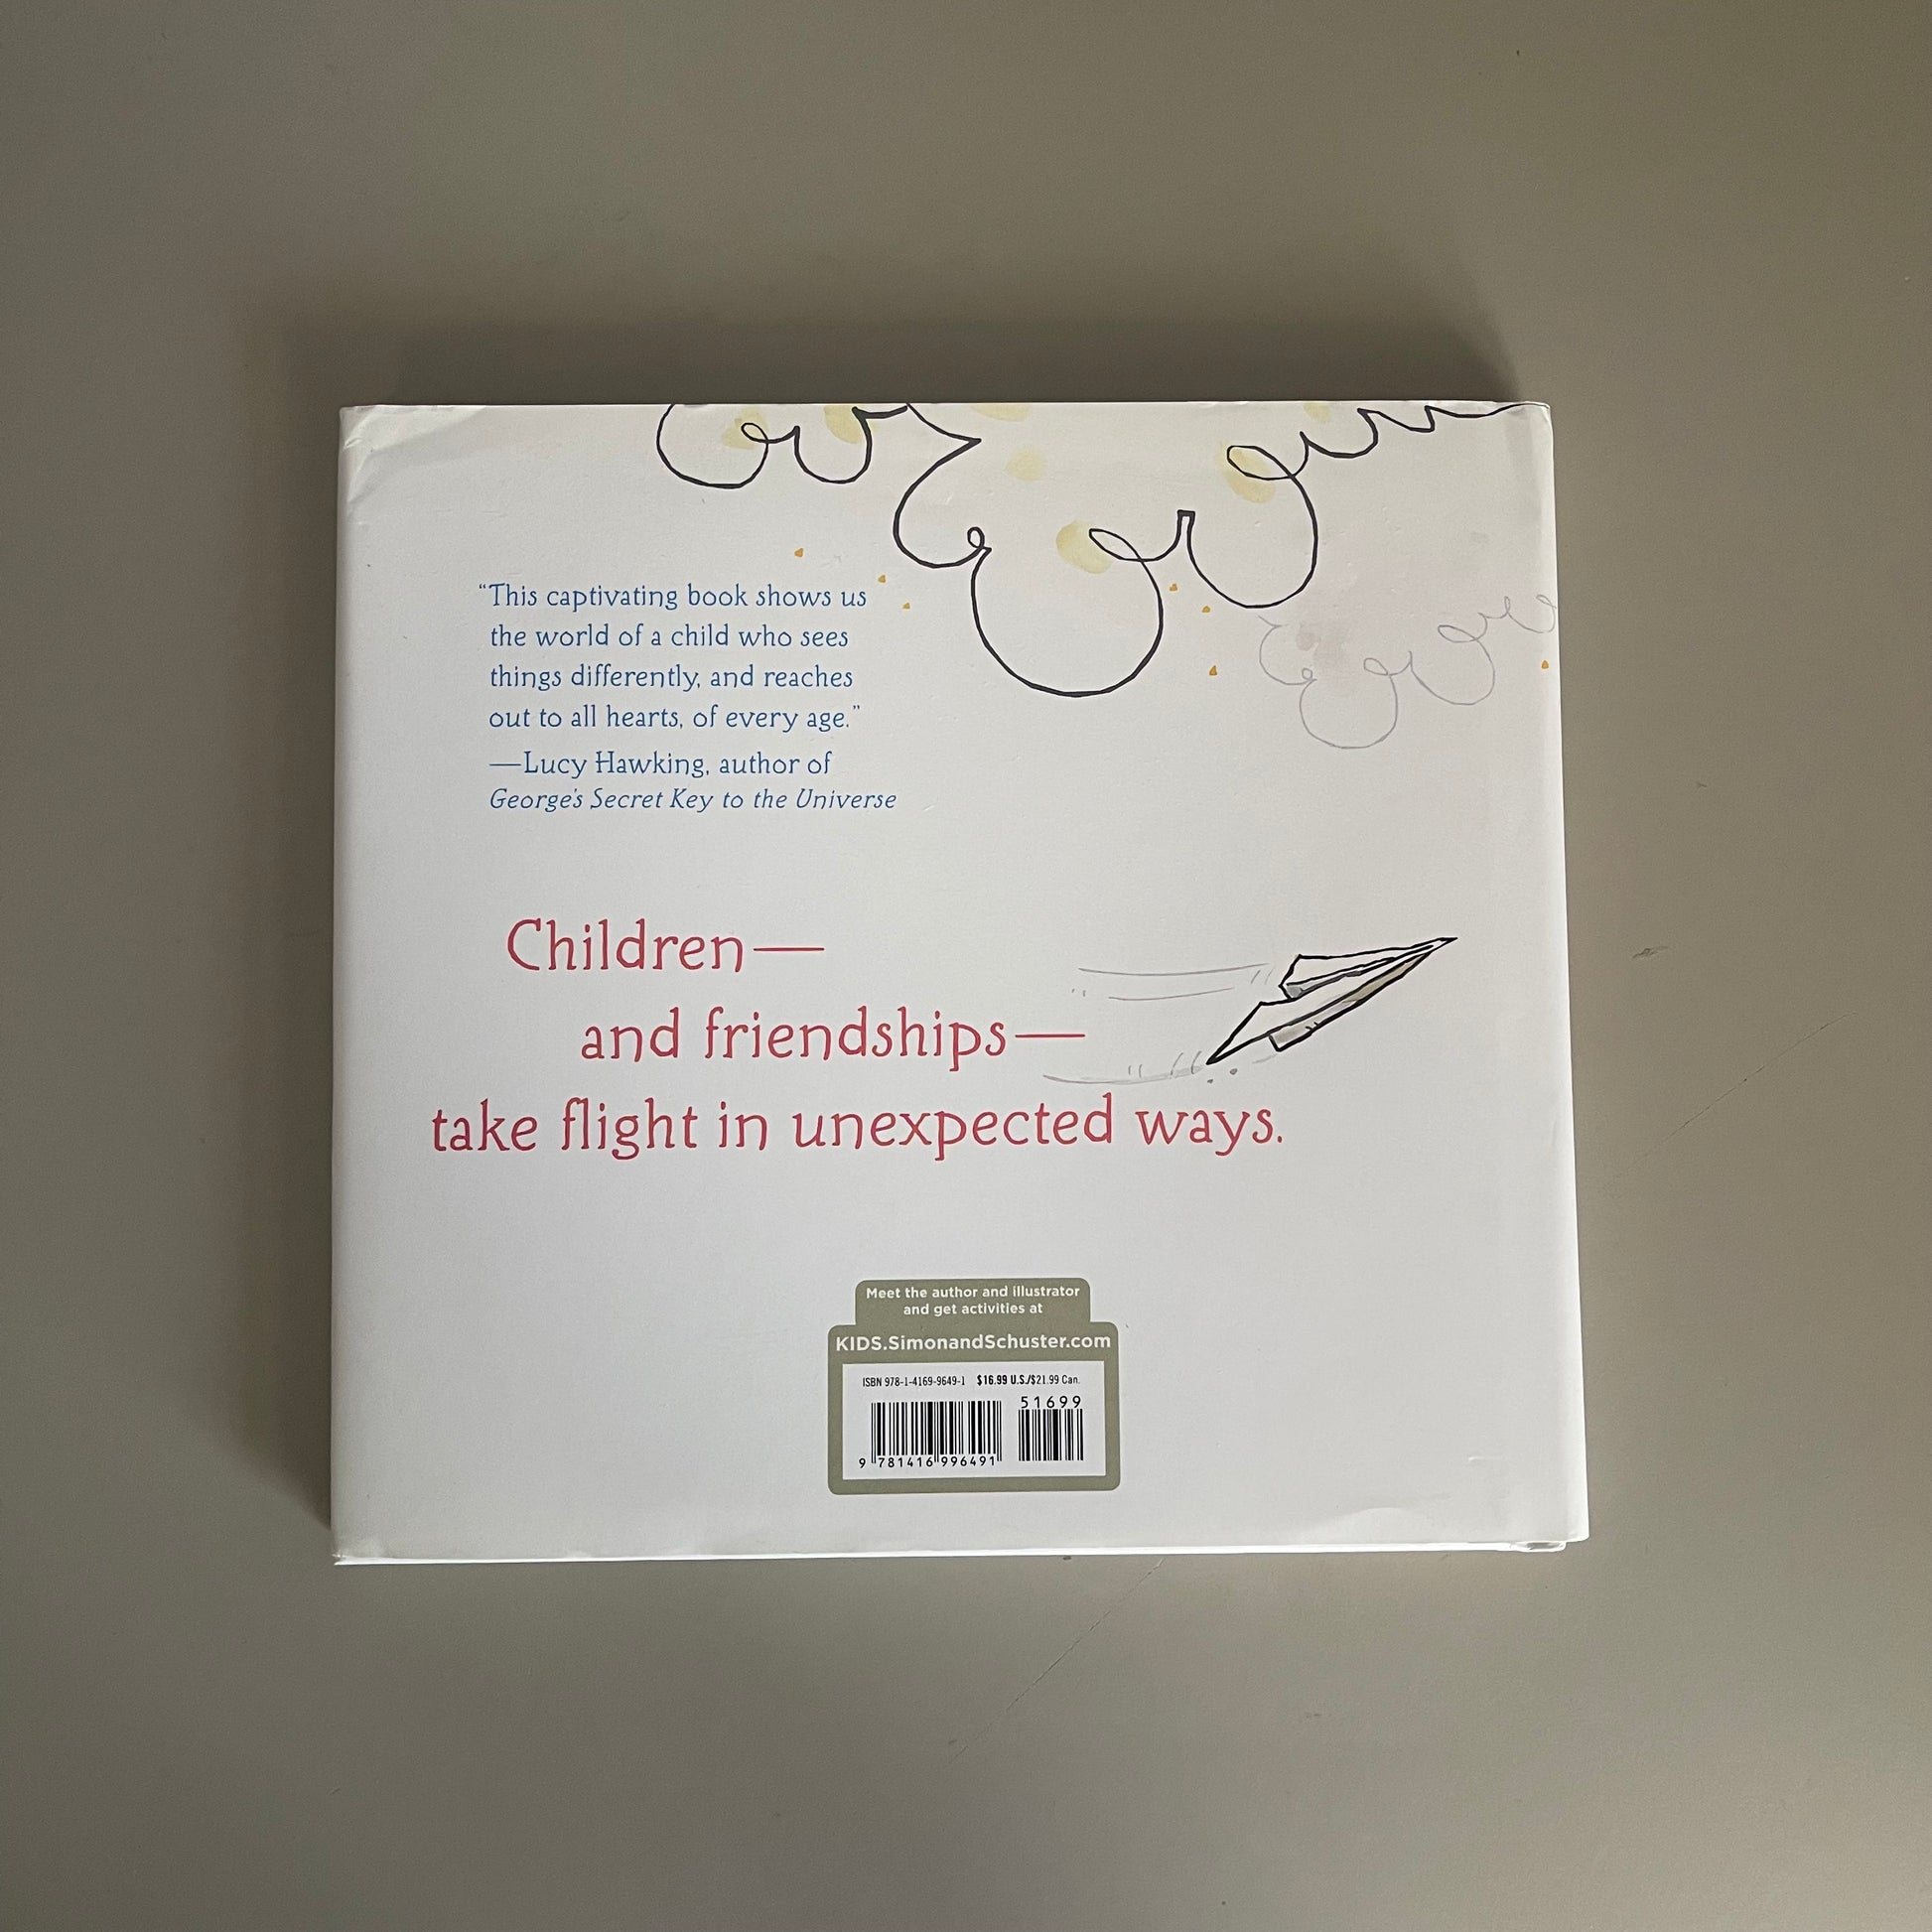 “This captivating book shows us
the world of a child who sees
things differently, and reaches
out to all hearts, of every age.”
—Lucy Hawking, author of
George's Secret Key to the Universe
Children—
and friendships—
take flight in unexpected ways.
Meet the author and illustrator
and get activities at
KIDS.SimonandSchuster.com
ISBN 978-1-4169-9649-1 $16.99 U.S./$21.99 Can.
51699
9 781416 996491